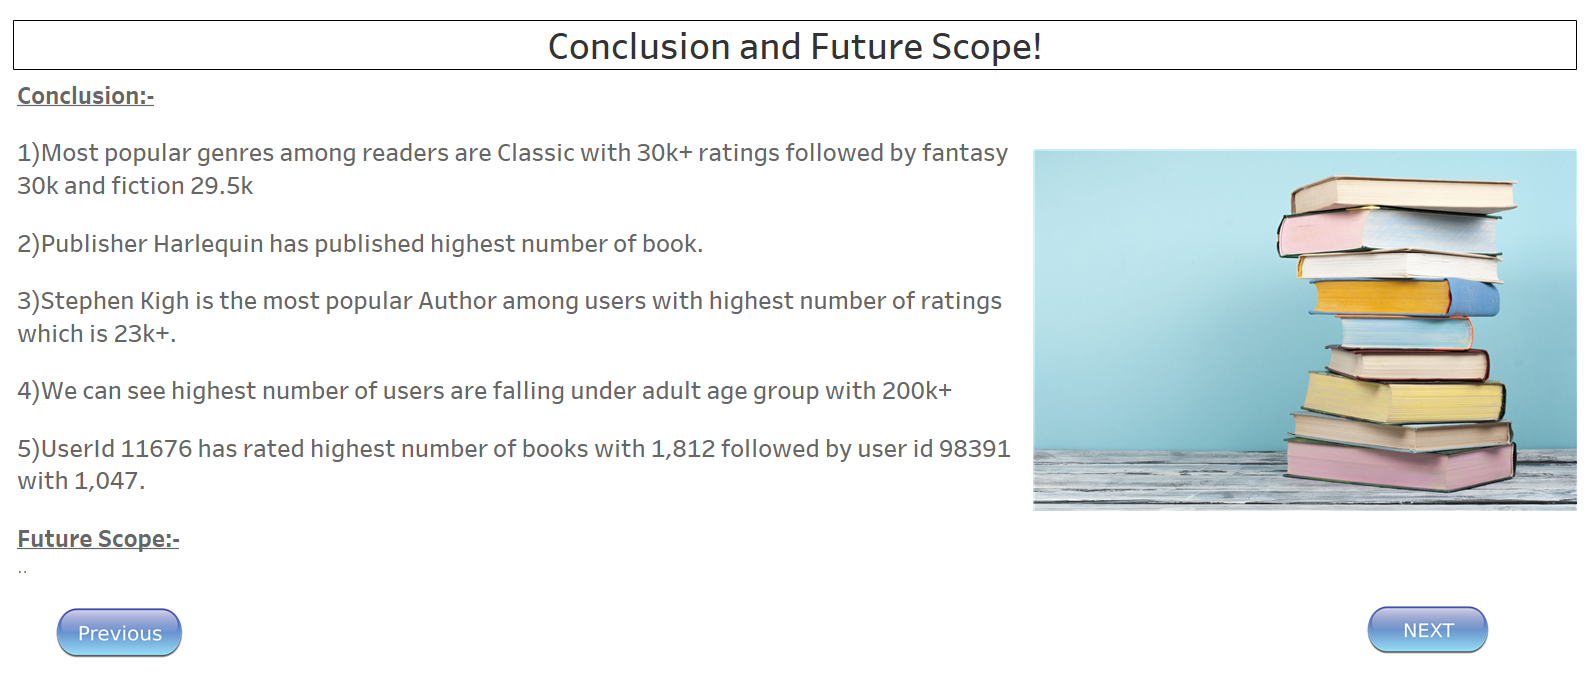 Conclusion and Future Scope!
Conclusion:-
1)Most popular genres among readers are Classic with 30k+ ratings followed by fantasy
30k and fiction 29.5k
2)Publisher Harlequin has published highest number of book.
3)Stephen Kigh is the most popular Author among users with highest number of ratings
which is 23k+.
4)We can see highest number of users are falling under adult age group with 200k+
5)UserId 11676 has rated highest number of books with 1,812 followed by user id 98391
with 1,047.
Future Scope:-
..
Previous
NEXT